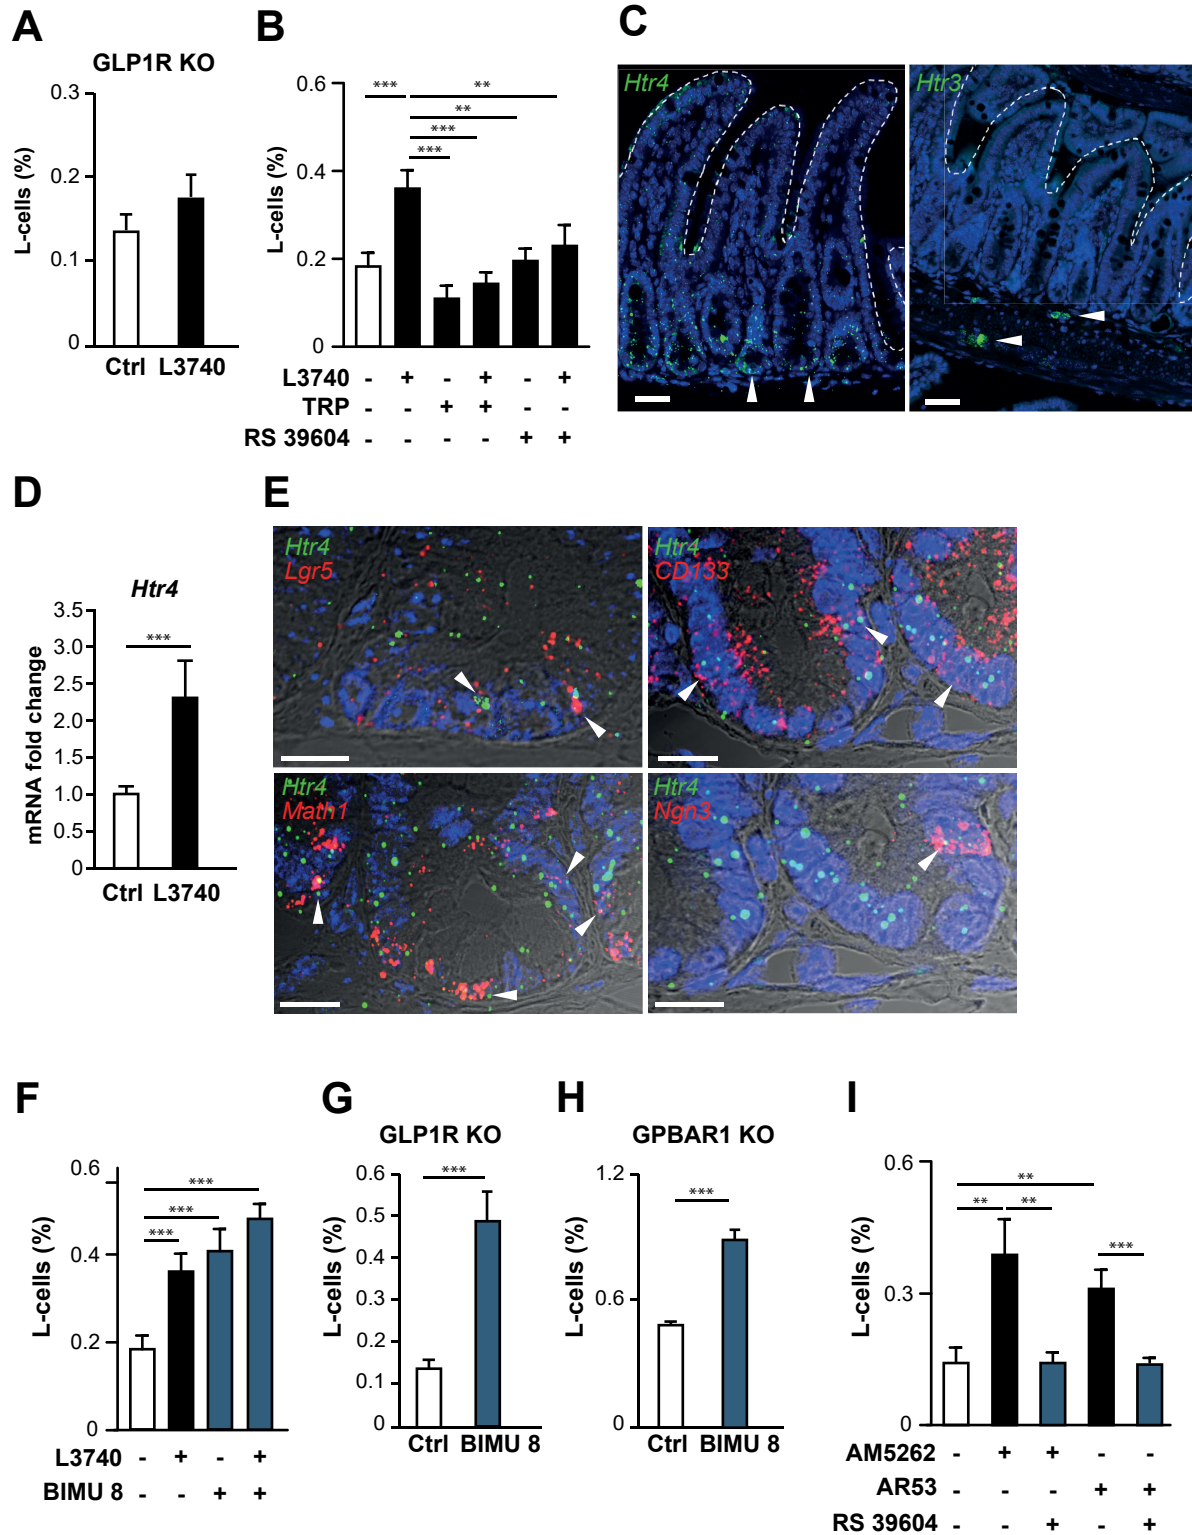 A
GLP1R KO
L-cells (%)
0.3
0.2
0.1
0
Ctrl L3740
B
L-cells (%)
0.6
0.4
0.2
0
***
**
**
***
***
L3740 - + - + - +
TRP - - + + - -
RS 39604 - - - - + +
C
Htr4
Htr3
D
Htr4
mRNA fold change
3.5
3.0
2.5
2.0
1.5
1.0
0.5
0
***
Ctrl L3740
E
Htr4
Lgr5
Htr4
CD133
Htr4
Math1
Htr4
Ngn3
F
L-cells (%)
0.6
0.4
0.2
0
***
***
***
L3740 - + - +
BIMU 8 - - + +
G
GLP1R KO
L-cells (%)
0.6
0.5
0.4
0.3
0.2
0.1
0
***
Ctrl BIMU 8
H
GPBAR1 KO
L-cells (%)
1.2
0.6
0
***
Ctrl BIMU 8
I
L-cells (%)
0.6
0.3
0
**
**
**
***
AM5262 - + + - -
AR53 - - - + +
RS 39604 - - + - +